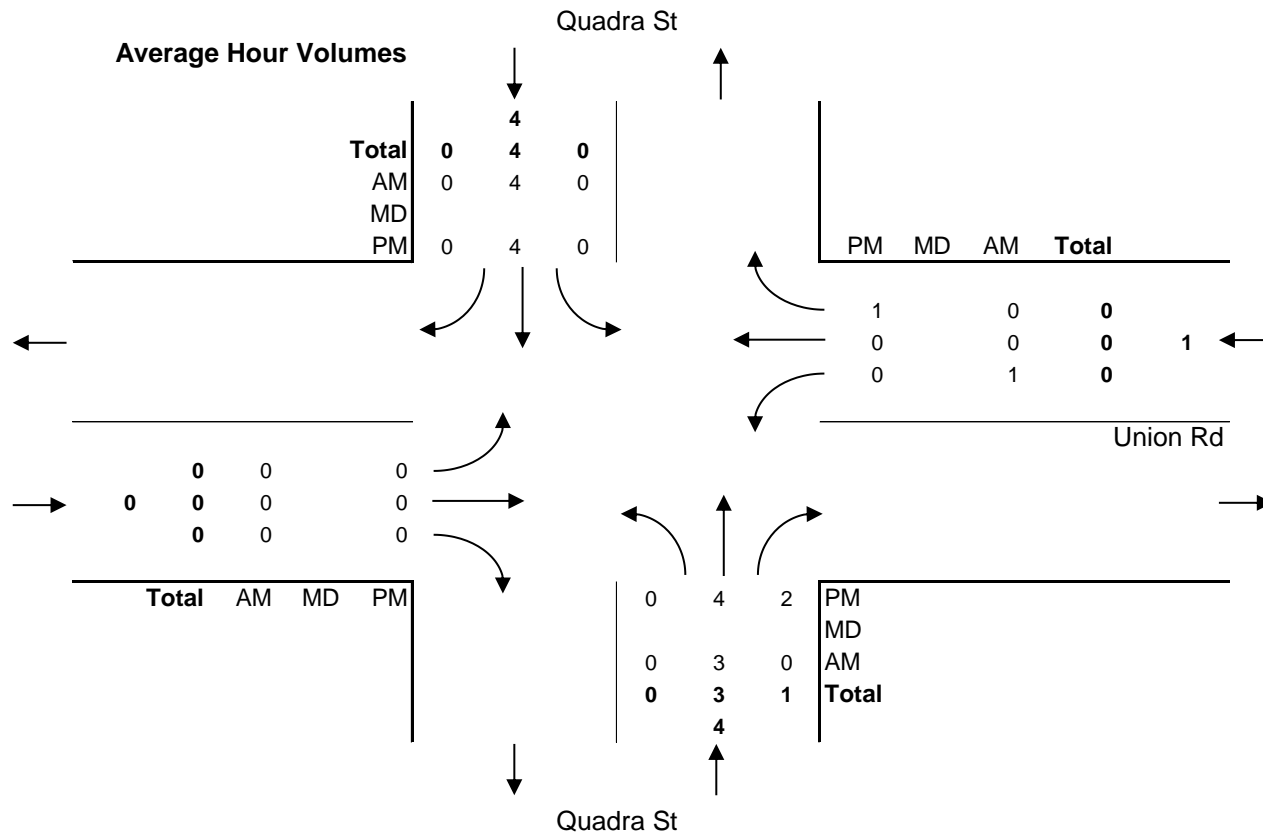 Quadra St
Average Hour Volumes
4
Total 0 4 0
AM 0 4 0
MD
PM 0 4 0
PM MD AM Total
1 0 0
0 0 0 1
0 1 0
Union Rd
0 0 0
0 0 0 0
0 0 0
Total AM MD PM
0 4 2 PM
MD
0 3 0 AM
0 3 1 Total
4
Quadra St